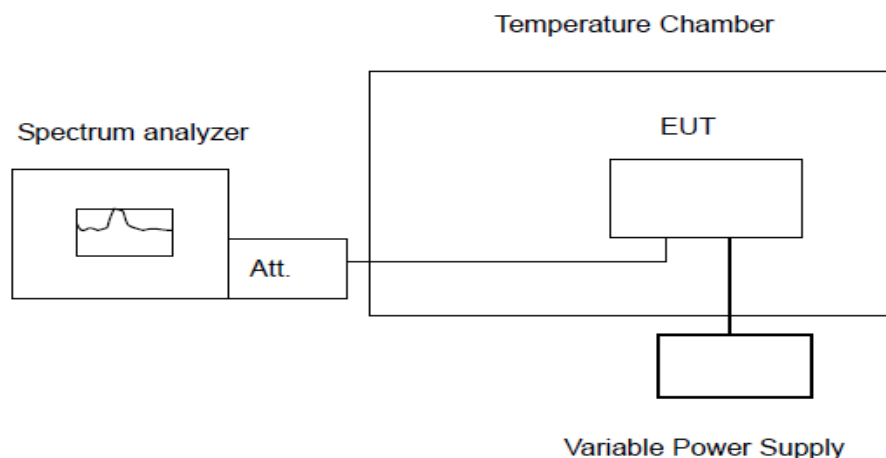 Temperature Chamber
Spectrum analyzer
EUT
Att.
Variable Power Supply